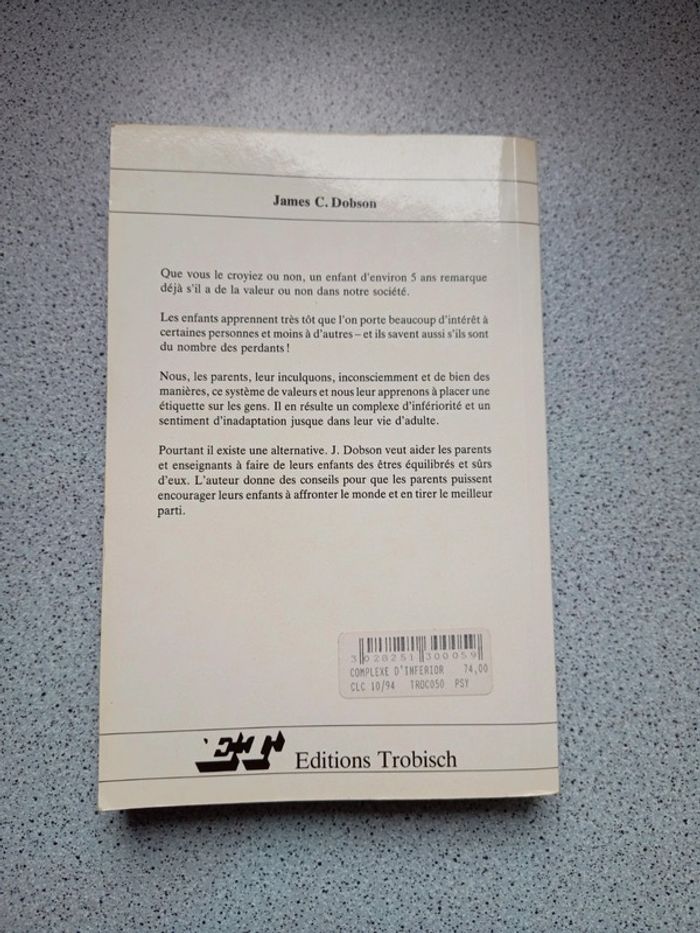 James C. Dobson
Que vous le croyiez ou non, un enfant d'environ 5 ans remarque
déjà s'il a de la valeur ou non dans notre société.
Les enfants apprennent très tôt que l'on porte beaucoup d'intérêt à
certaines personnes et moins à d'autres – et ils savent aussi s'ils sont
du nombre des perdants !
Nous, les parents, leur inculquons, inconsciemment et de bien des
manières, ce système de valeurs et nous leur apprenons à placer une
étiquette sur les gens. Il en résulte un complexe d'infériorité et un
sentiment d'inadaptation jusque dans leur vie d'adulte.
Pourtant il existe une alternative. J. Dobson veut aider les parents
et enseignants à faire de leurs enfants des êtres équilibrés et sûrs
d'eux. L'auteur donne des conseils pour que les parents puissent
encourager leurs enfants à affronter le monde et en tirer le meilleur
parti.
3 028251 300059
COMPLEXE D'INFERIOR 74,00
CLC 10/94 TROC050 PSY
Editions Trobisch